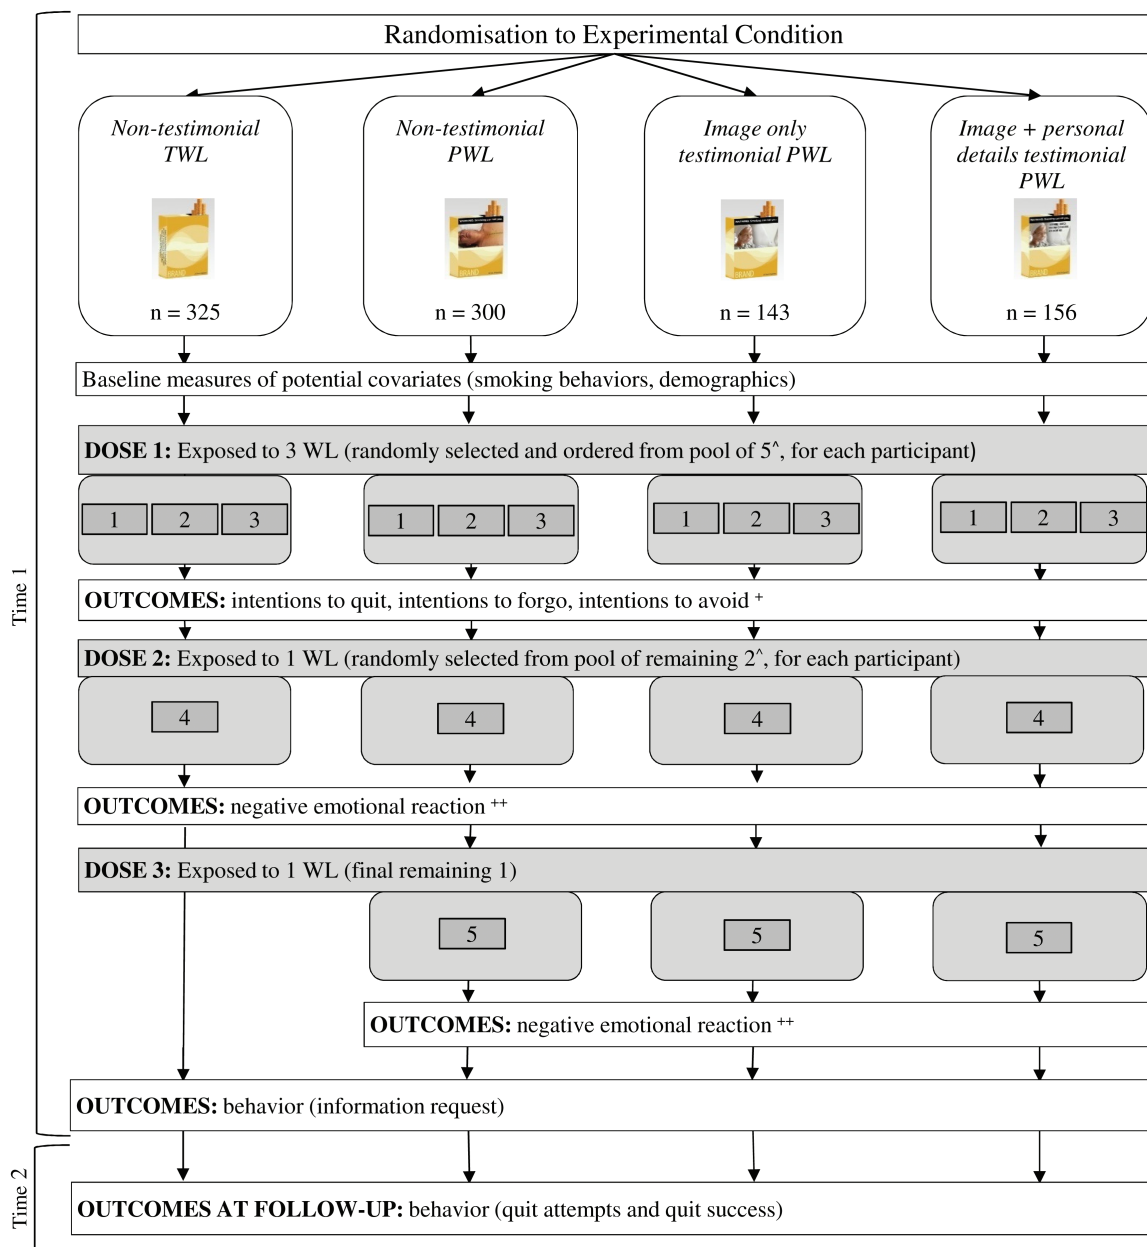 Randomisation to Experimental Condition
Non-testimonial
TWL
BRAND
n = 325
Non-testimonial
PWL
BRAND
n = 300
Image only
testimonial PWL
BRAND
n = 143
Image + personal
details testimonial
PWL
BRAND
n = 156
Time 1
Baseline measures of potential covariates (smoking behaviors, demographics)
DOSE 1: Exposed to 3 WL (randomly selected and ordered from pool of 5^, for each participant)
1 2 3 1 2 3 1 2 3 1 2 3
OUTCOMES: intentions to quit, intentions to forgo, intentions to avoid +
DOSE 2: Exposed to 1 WL (randomly selected from pool of remaining 2^, for each participant)
4 4 4 4
OUTCOMES: negative emotional reaction ++
DOSE 3: Exposed to 1 WL (final remaining 1)
5 5 5
OUTCOMES: negative emotional reaction ++
OUTCOMES: behavior (information request)
Time 2
OUTCOMES AT FOLLOW-UP: behavior (quit attempts and quit success)